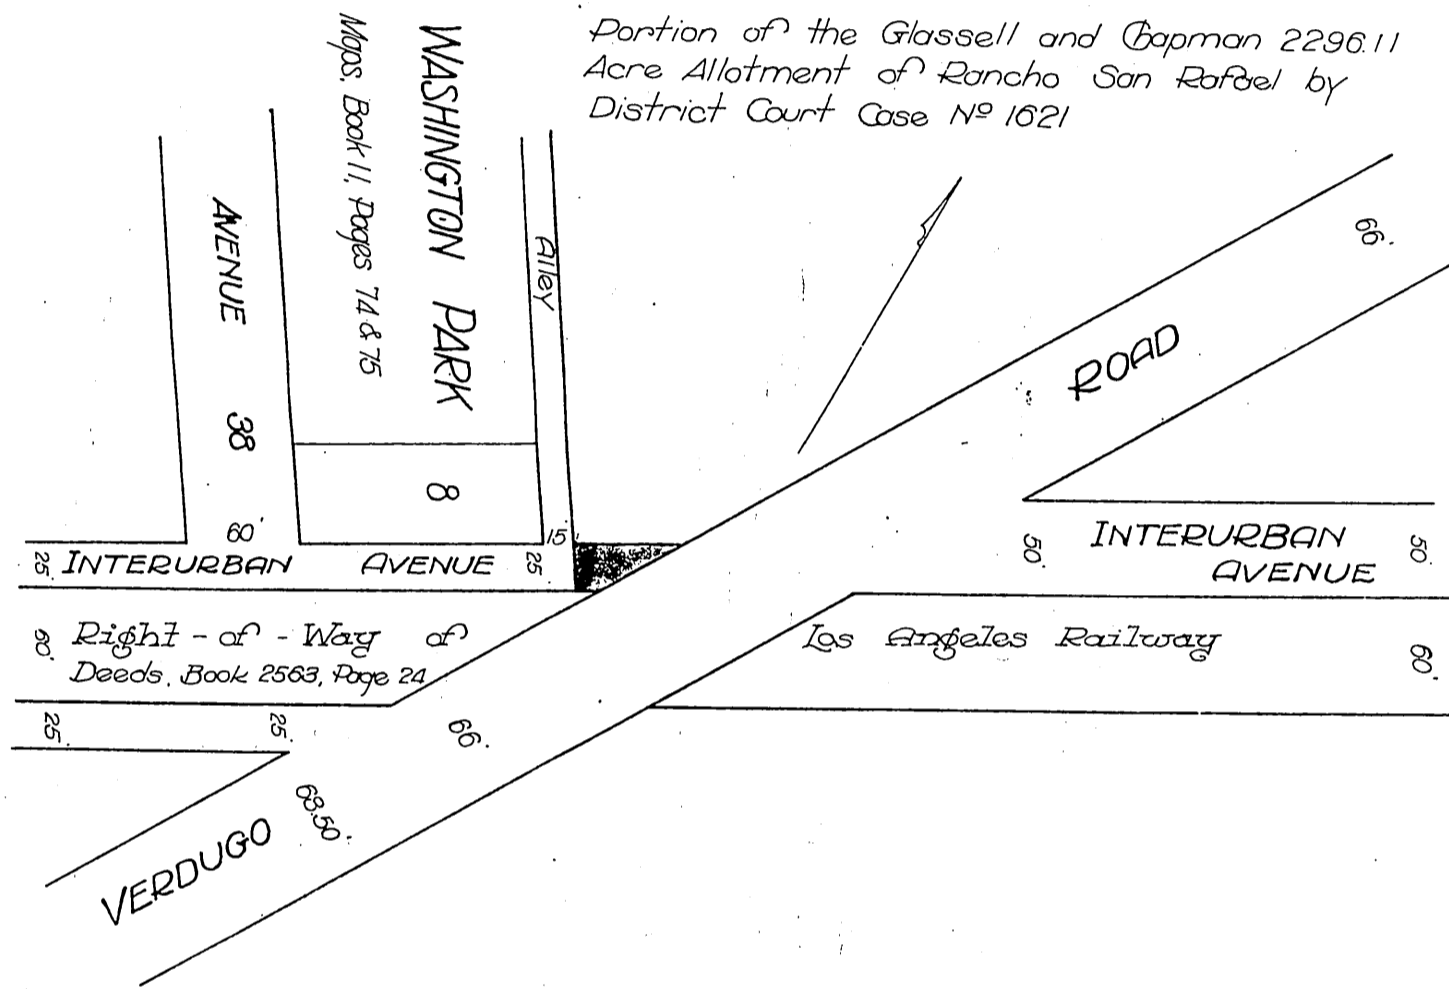 Portion of the Glassell and Chapman 2296.11
Acre Allotment of Rancho San Rafael by
District Court Case Nº 1621
WASHINGTON PARK
Maps, Book 11, Pages 74 & 75
AVENUE 38
60'
Alley
8
15'
66'
ROAD
25'
INTERURBAN AVENUE
25'
50'
INTERURBAN
AVENUE
50'
60'
Right-of-Way of
Deeds, Book 2563, Page 24
Los Angeles Railway
60'
25'
25'
66'
68.50'
VERDUGO